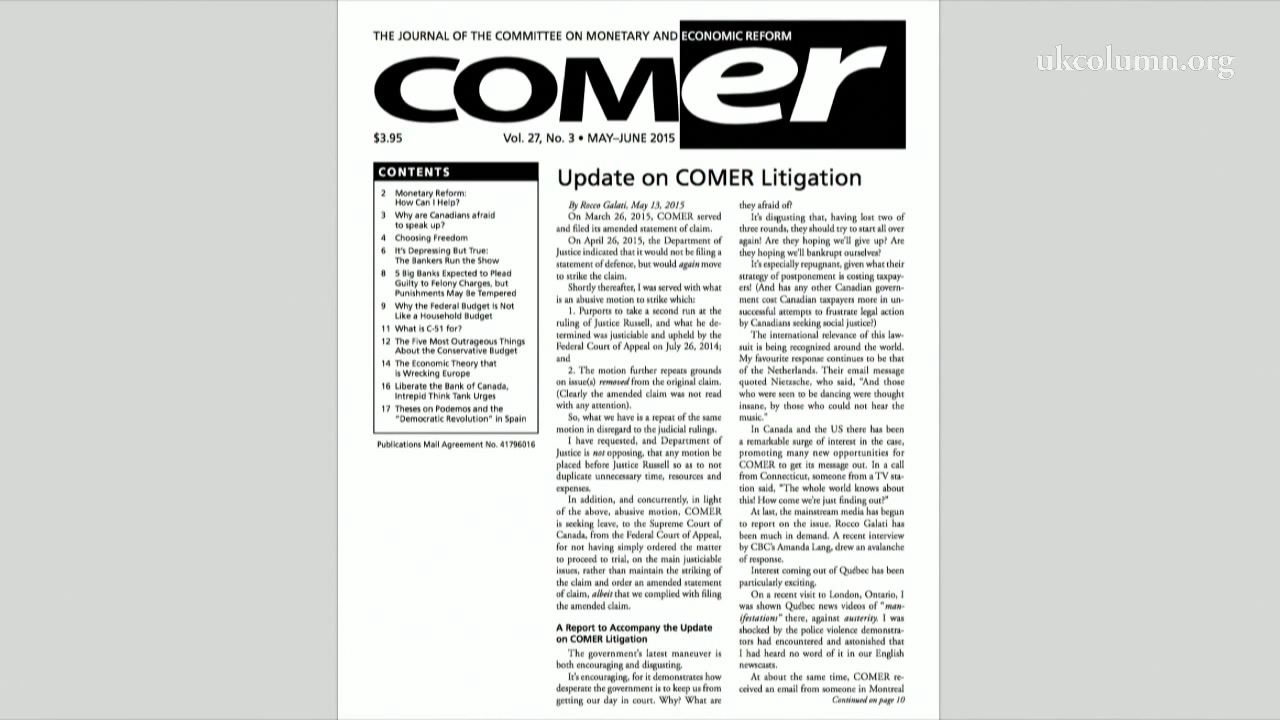 THE JOURNAL OF THE COMMITTEE ON MONETARY AND ECONOMIC REFORM
ukcolumn.org
COMer
$3.95
Vol. 27, No. 3 • MAY–JUNE 2015
CONTENTS
2 Monetary Reform:
How Can I Help?
3 Why are Canadians afraid
to speak up?
4 Choosing Freedom
6 It's Depressing But True:
The Bankers Run the Show
8 5 Big Banks Expected to Plead
Guilty to Felony Charges, but
Punishments May Be Tempered
9 Why the Federal Budget Is Not
Like a Household Budget
11 What is C-51 for?
12 The Five Most Outrageous Things
About the Conservative Budget
14 The Economic Theory that
is Wrecking Europe
16 Liberate the Bank of Canada,
Intrepid Think Tank Urges
17 Theses on Podemos and the
"Democratic Revolution" in Spain
Publications Mail Agreement No. 41796016
Update on COMER Litigation
By Rocco Galati, May 13, 2015
On March 26, 2015, COMER served
and filed its amended statement of claim.
On April 26, 2015, the Department of
Justice indicated that it would not be filing a
statement of defence, but would again move
to strike the claim.
Shortly thereafter, I was served with what
is an abusive motion to strike which:
1. Purports to take a second run at the
ruling of Justice Russell, and what he de-
termined was justiciable and upheld by the
Federal Court of Appeal on July 26, 2014;
and
2. The motion further repeats grounds
on issue(s) removed from the original claim.
(Clearly the amended claim was not read
with any attention).
So, what we have is a repeat of the same
motion in disregard to the judicial rulings.
I have requested, and Department of
Justice is not opposing, that any motion be
placed before Justice Russell so as to not
duplicate unnecessary time, resources and
expenses.
In addition, and concurrently, in light
of the above, abusive motion, COMER
is seeking leave, to the Supreme Court of
Canada, from the Federal Court of Appeal,
for not having simply ordered the matter
to proceed to trial, on the main justiciable
issues, rather than maintain the striking of
the claim and order an amended statement
of claim, albeit that we complied with filing
the amended claim.
A Report to Accompany the Update
on COMER Litigation
The government's latest maneuver is
both encouraging and disgusting.
It's encouraging, for it demonstrates how
desperate the government is to keep us from
getting our day in court. Why? What are
they afraid of?
It's disgusting that, having lost two of
three rounds, they should try to start all over
again! Are they hoping we'll give up? Are
they hoping we'll bankrupt ourselves?
It's especially repugnant, given what their
strategy of postponement is costing taxpay-
ers! (And has any other Canadian govern-
ment cost Canadian taxpayers more in un-
successful attempts to frustrate legal action
by Canadians seeking social justice?)
The international relevance of this law-
suit is being recognized around the world.
My favourite response continues to be that
of the Netherlands. Their email message
quoted Nietzsche, who said, "And those
who were seen to be dancing were thought
insane, by those who could not hear the
music."
In Canada and the US there has been
a remarkable surge of interest in the case,
promoting many new opportunities for
COMER to get its message out. In a call
from Connecticut, someone from a TV sta-
tion said, "The whole world knows about
this! How come we're just finding out?"
At last, the mainstream media has begun
to report on the issue. Rocco Galati has
been much in demand. A recent interview
by CBC's Amanda Lang, drew an avalanche
of response.
Interest coming out of Québec has been
particularly exciting.
On a recent visit to London, Ontario, I
was shown Québec news videos of "man-
ifestations" there, against austerity. I was
shocked by the police violence demonstra-
tors had encountered and astonished that
I had heard no word of it in our English
newscasts.
At about the same time, COMER re-
ceived an email from someone in Montreal
Continued on page 10